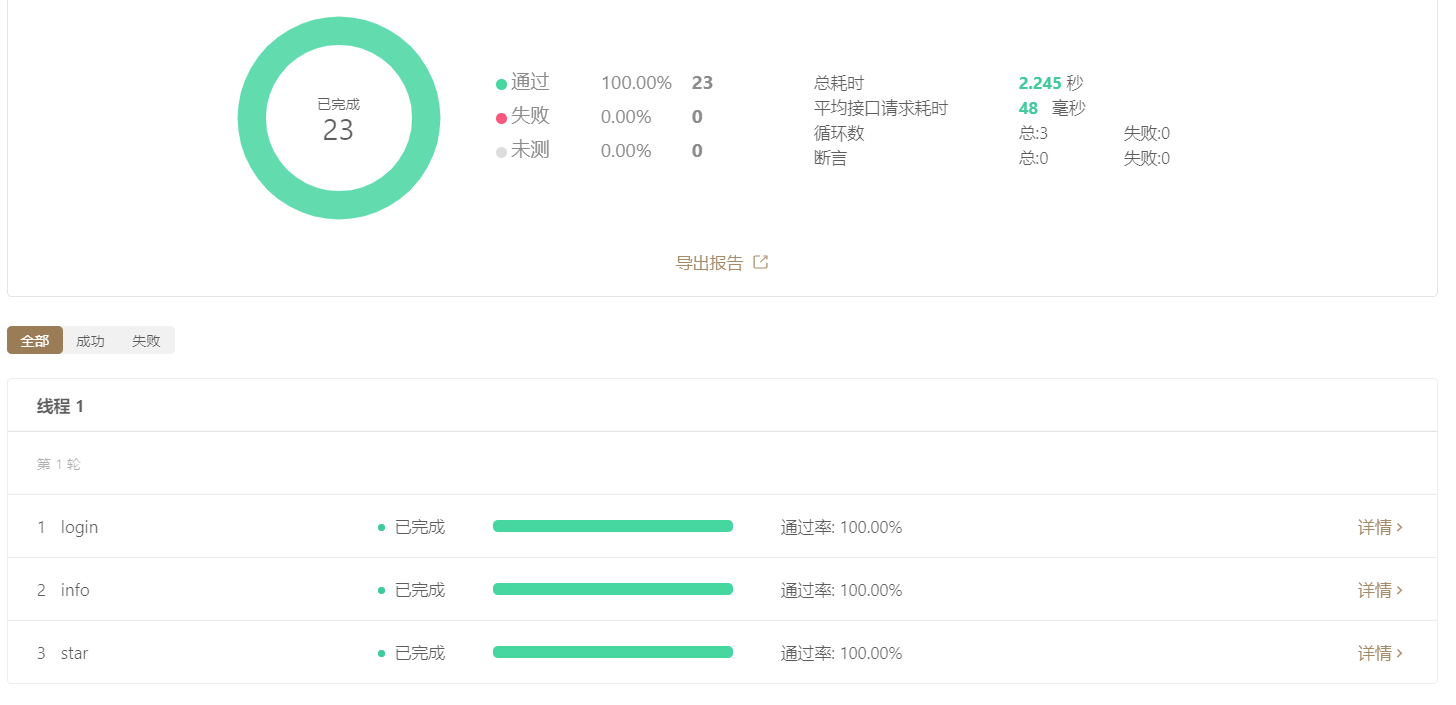 已完成
23
通过 100.00% 23
失败 0.00% 0
未测 0.00% 0
总耗时 2.245 秒
平均接口请求耗时 48 毫秒
循环数 总:3 失败:0
断言 总:0 失败:0
导出报告
全部 成功 失败
线程 1
第 1 轮
1 login 已完成 通过率: 100.00% 详情
2 info 已完成 通过率: 100.00% 详情
3 star 已完成 通过率: 100.00% 详情